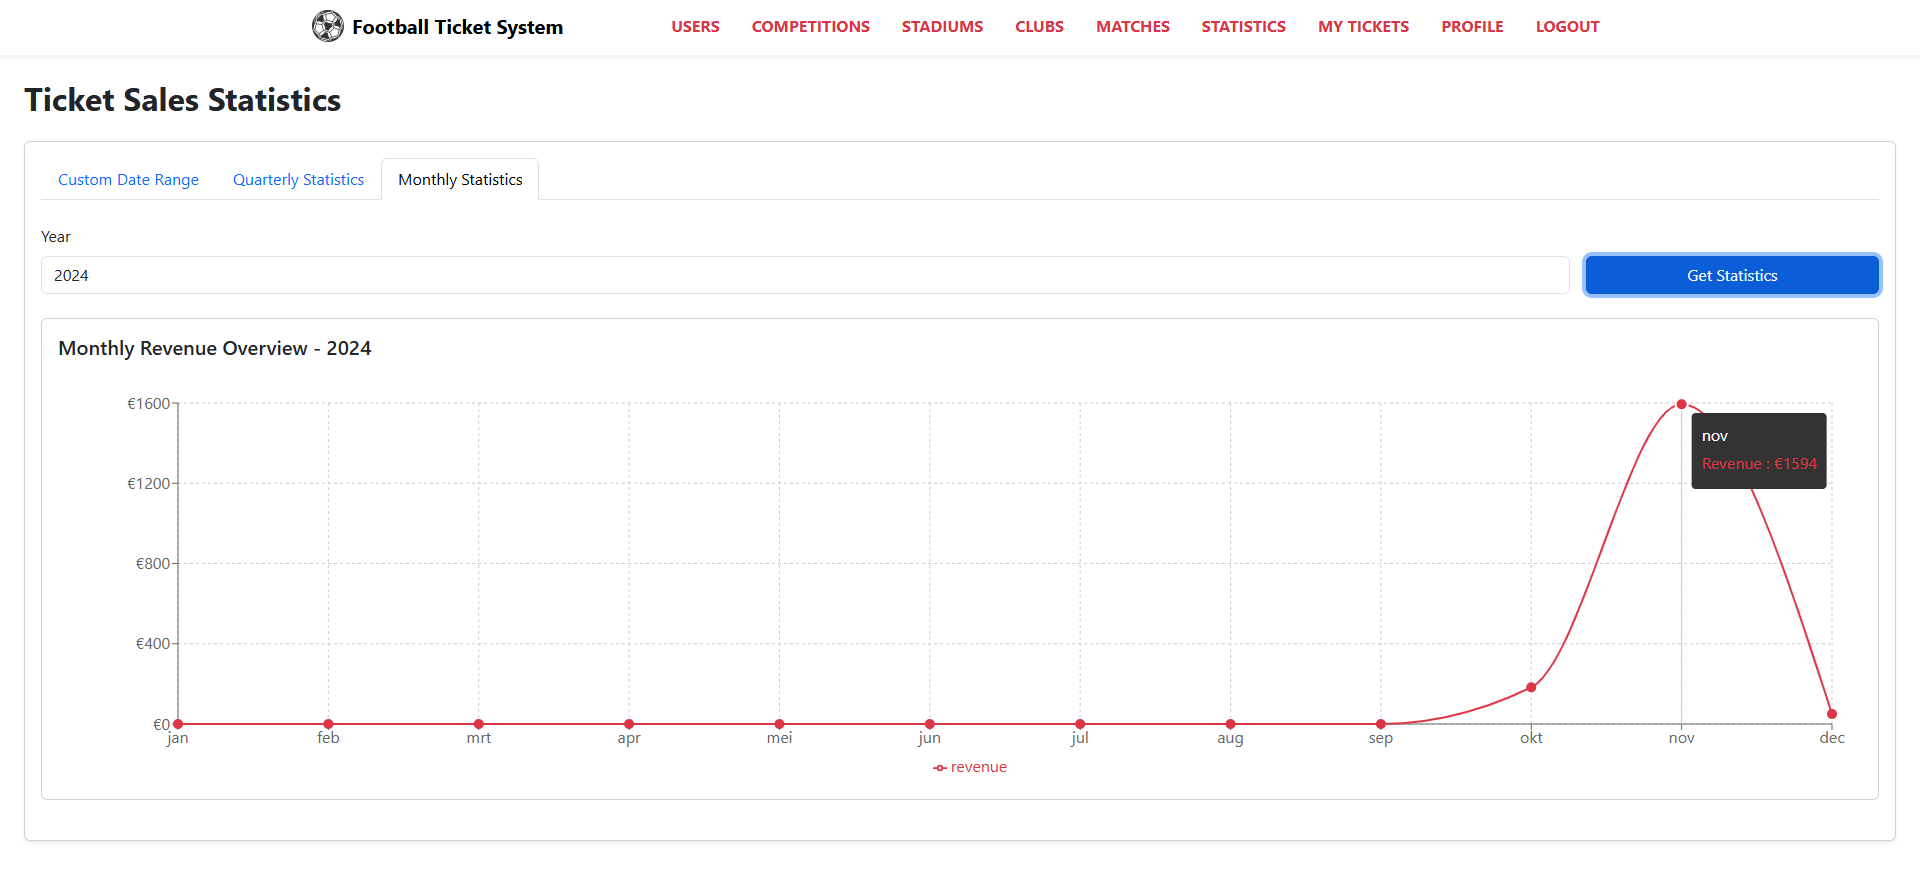 Football Ticket System USERS COMPETITIONS STADIUMS CLUBS MATCHES STATISTICS MY TICKETS PROFILE LOGOUT
Ticket Sales Statistics
Custom Date Range Quarterly Statistics Monthly Statistics
Year
2024 Get Statistics
Monthly Revenue Overview - 2024
€1600
nov
Revenue : €1594
€1200
€800
€400
€0
jan feb mrt apr mei jun jul aug sep okt nov dec
revenue